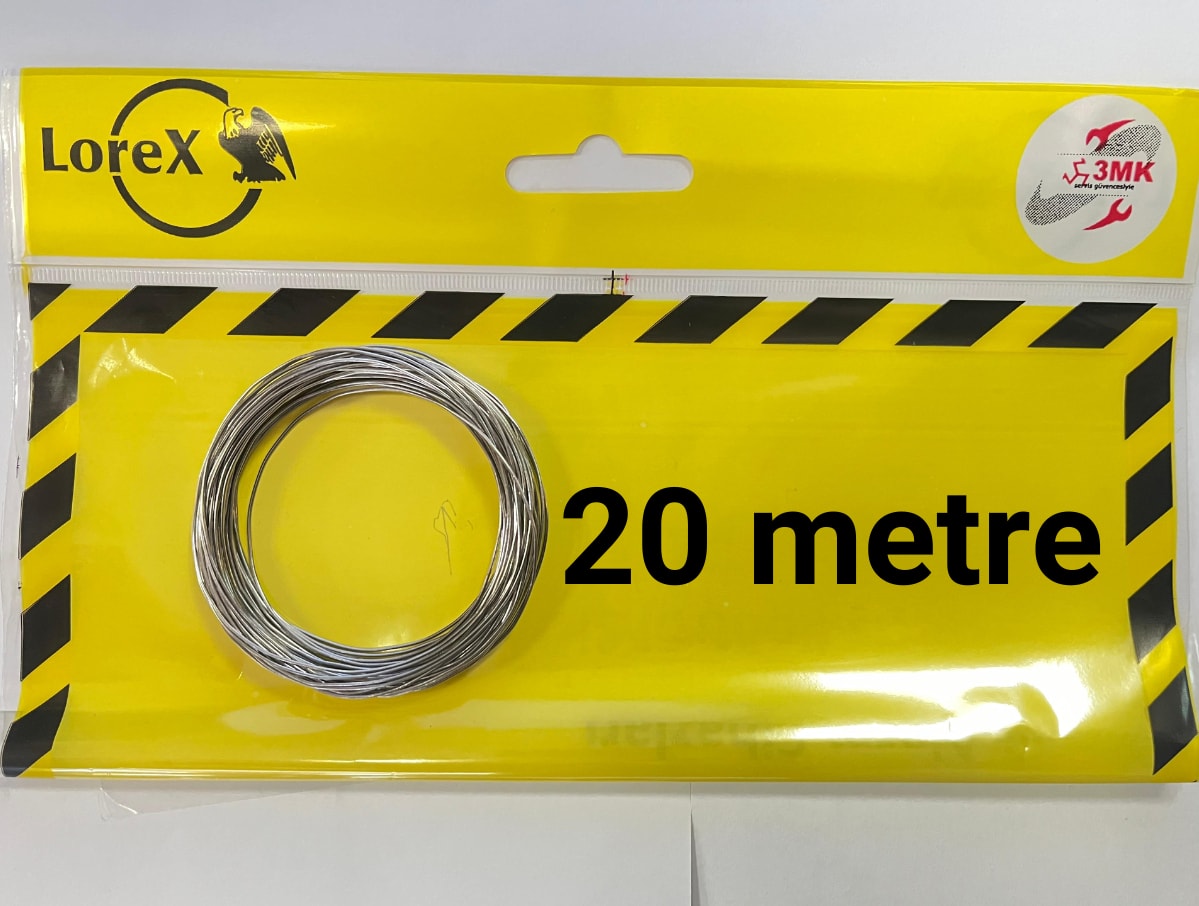 LoreX
3MK
servis güvencesiyle
20 metre